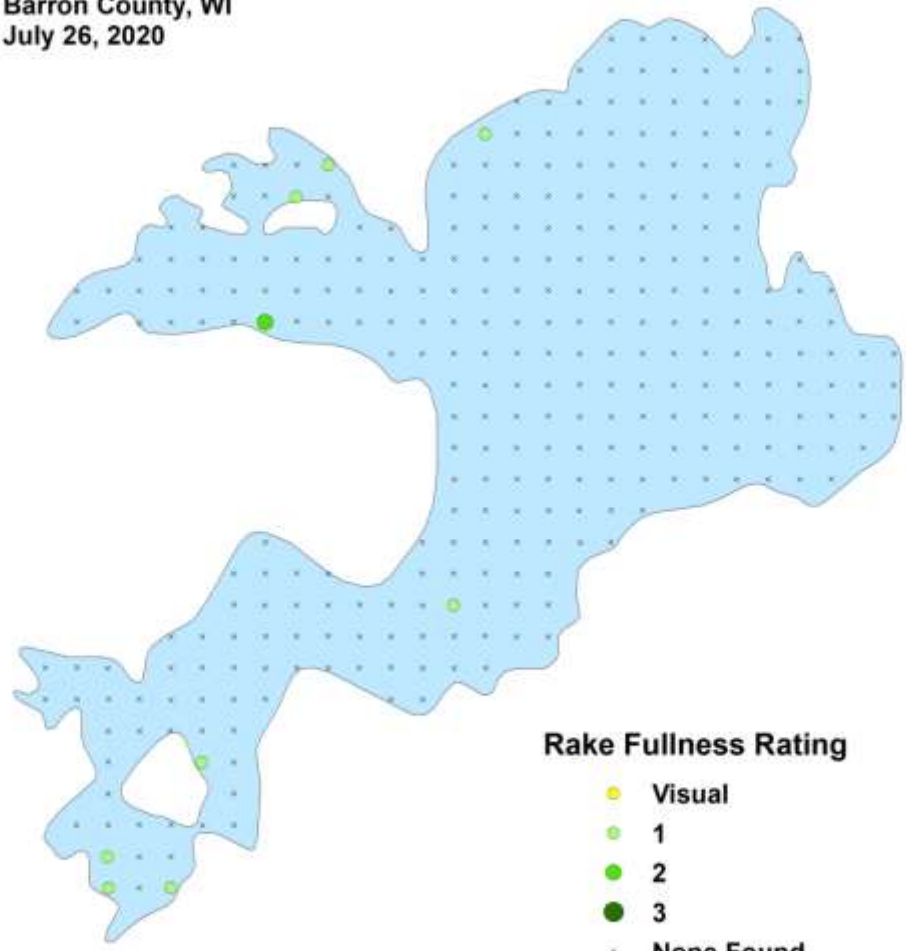 Barron County, WI
July 26, 2020
Rake Fullness Rating
Visual
1
2
3
None Found